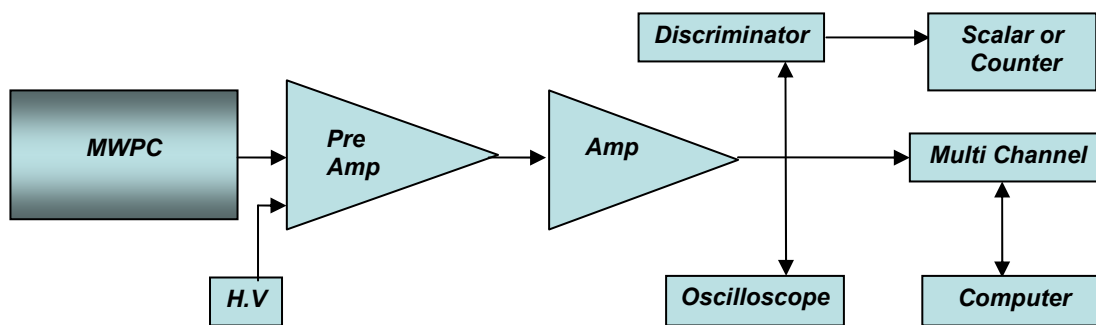 Discriminator
Scalar or
Counter
MWPC
Pre
Amp
Amp
Multi Channel
H.V
Oscilloscope
Computer